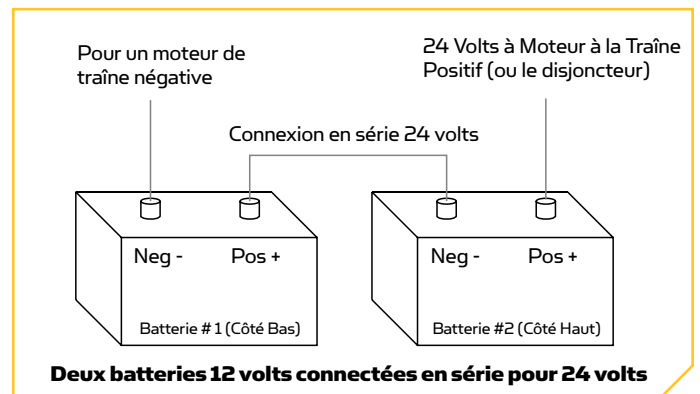 Pour un moteur de
traîne négative
24 Volts à Moteur à la Traîne
Positif (ou le disjoncteur)
Connexion en série 24 volts
Neg - Pos +
Neg - Pos +
Batterie # 1 (Côté Bas)
Batterie #2 (Côté Haut)
Deux batteries 12 volts connectées en série pour 24 volts